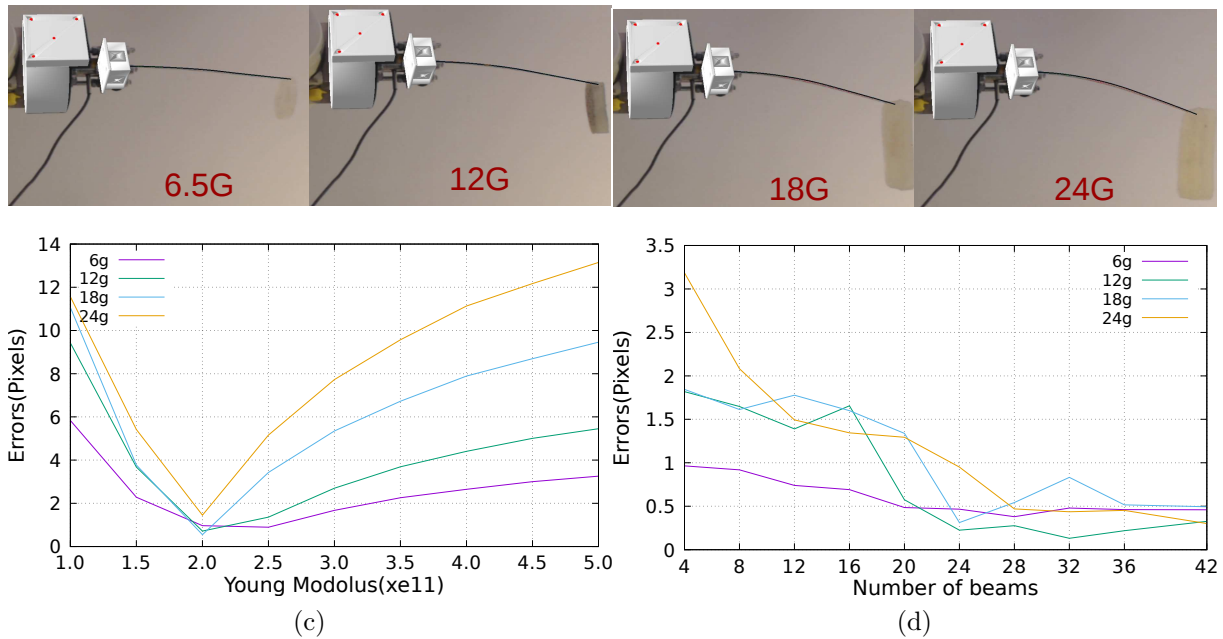 6.5G
12G
18G
24G
14
12
10
8
6
4
2
0
Errors(Pixels)
6g
12g
18g
24g
1.0 1.5 2.0 2.5 3.0 3.5 4.0 4.5 5.0
Young Modolus(xe11)
(c)
3.5
3
2.5
2
1.5
1
0.5
0
Errors(Pixels)
6g
12g
18g
24g
4 8 12 16 20 24 28 32 36 42
Number of beams
(d)